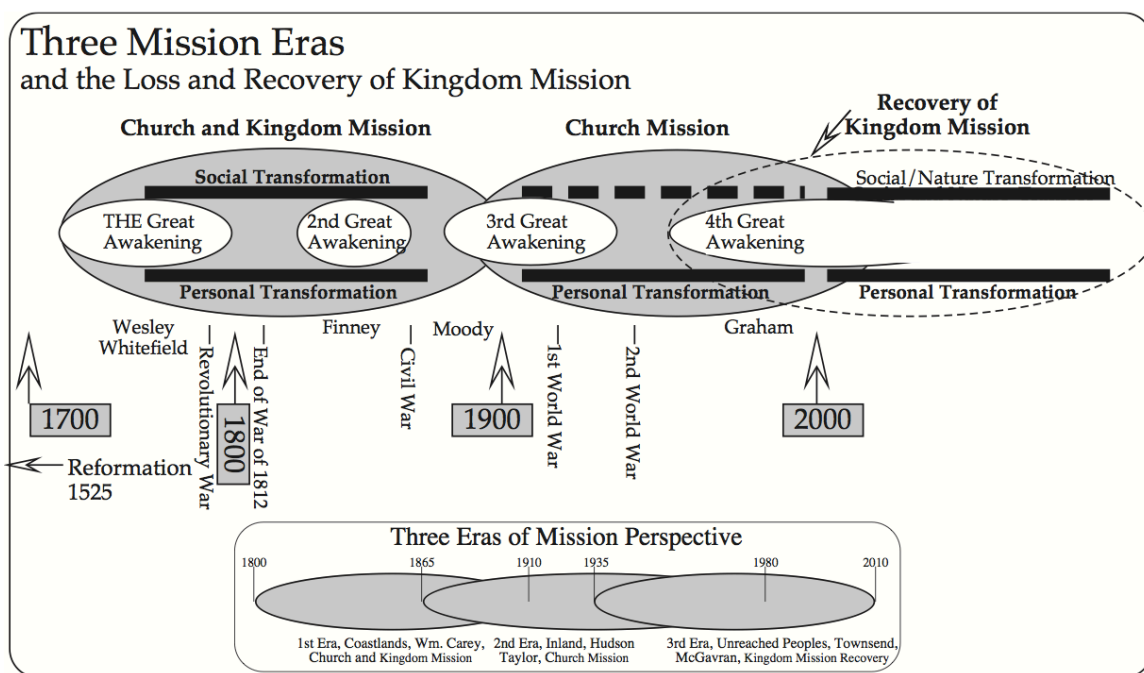 Three Mission Eras
and the Loss and Recovery of Kingdom Mission
Church and Kingdom Mission
Church Mission
Recovery of
Kingdom Mission
Social Transformation
Social/Nature Transformation
THE Great
Awakening
2nd Great
Awakening
3rd Great
Awakening
4th Great
Awakening
Personal Transformation
Personal Transformation
Personal Transformation
Wesley
Whitefield
Finney
Moody
Graham
Revolutionary War
End of War of 1812
Civil War
1st World War
2nd World War
1700
1800
1900
2000
Reformation
1525
Three Eras of Mission Perspective
1800
1865
1910
1935
1980
2010
1st Era, Coastlands, Wm. Carey,
Church and Kingdom Mission
2nd Era, Inland, Hudson
Taylor, Church Mission
3rd Era, Unreached Peoples, Townsend,
McGavran, Kingdom Mission Recovery